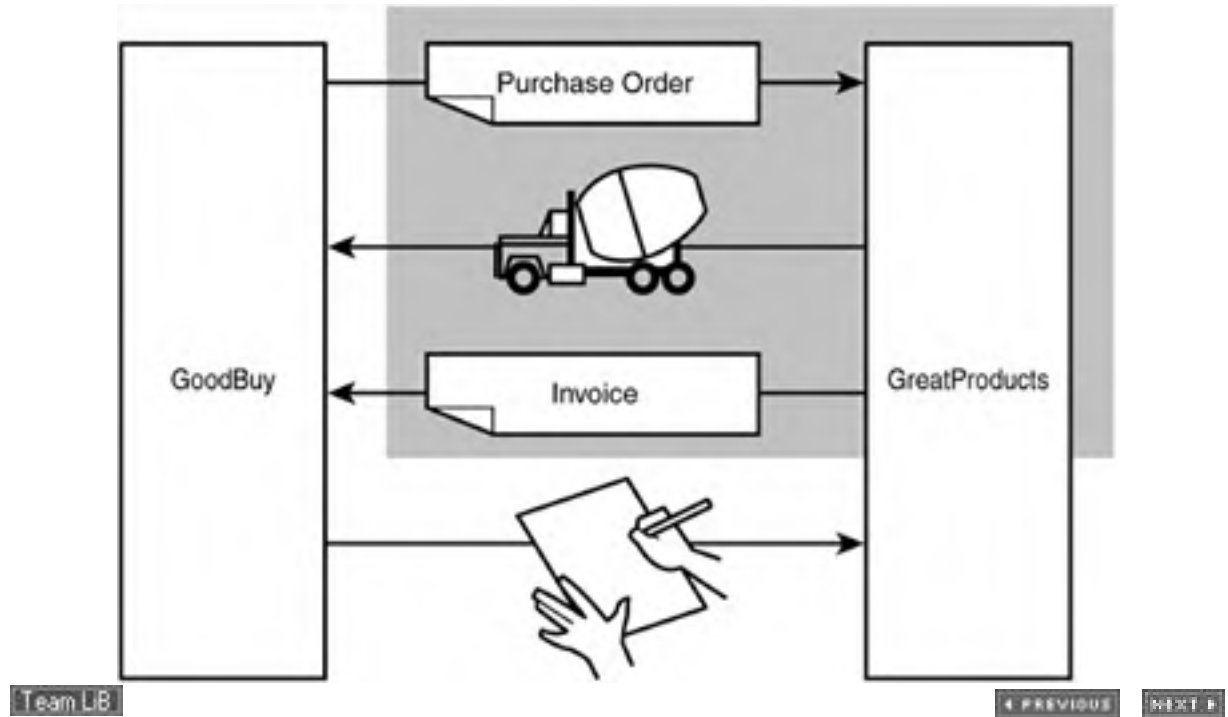 Purchase Order
GoodBuy
GreatProducts
Invoice
Team LiB
PREVIOUS
NEXT